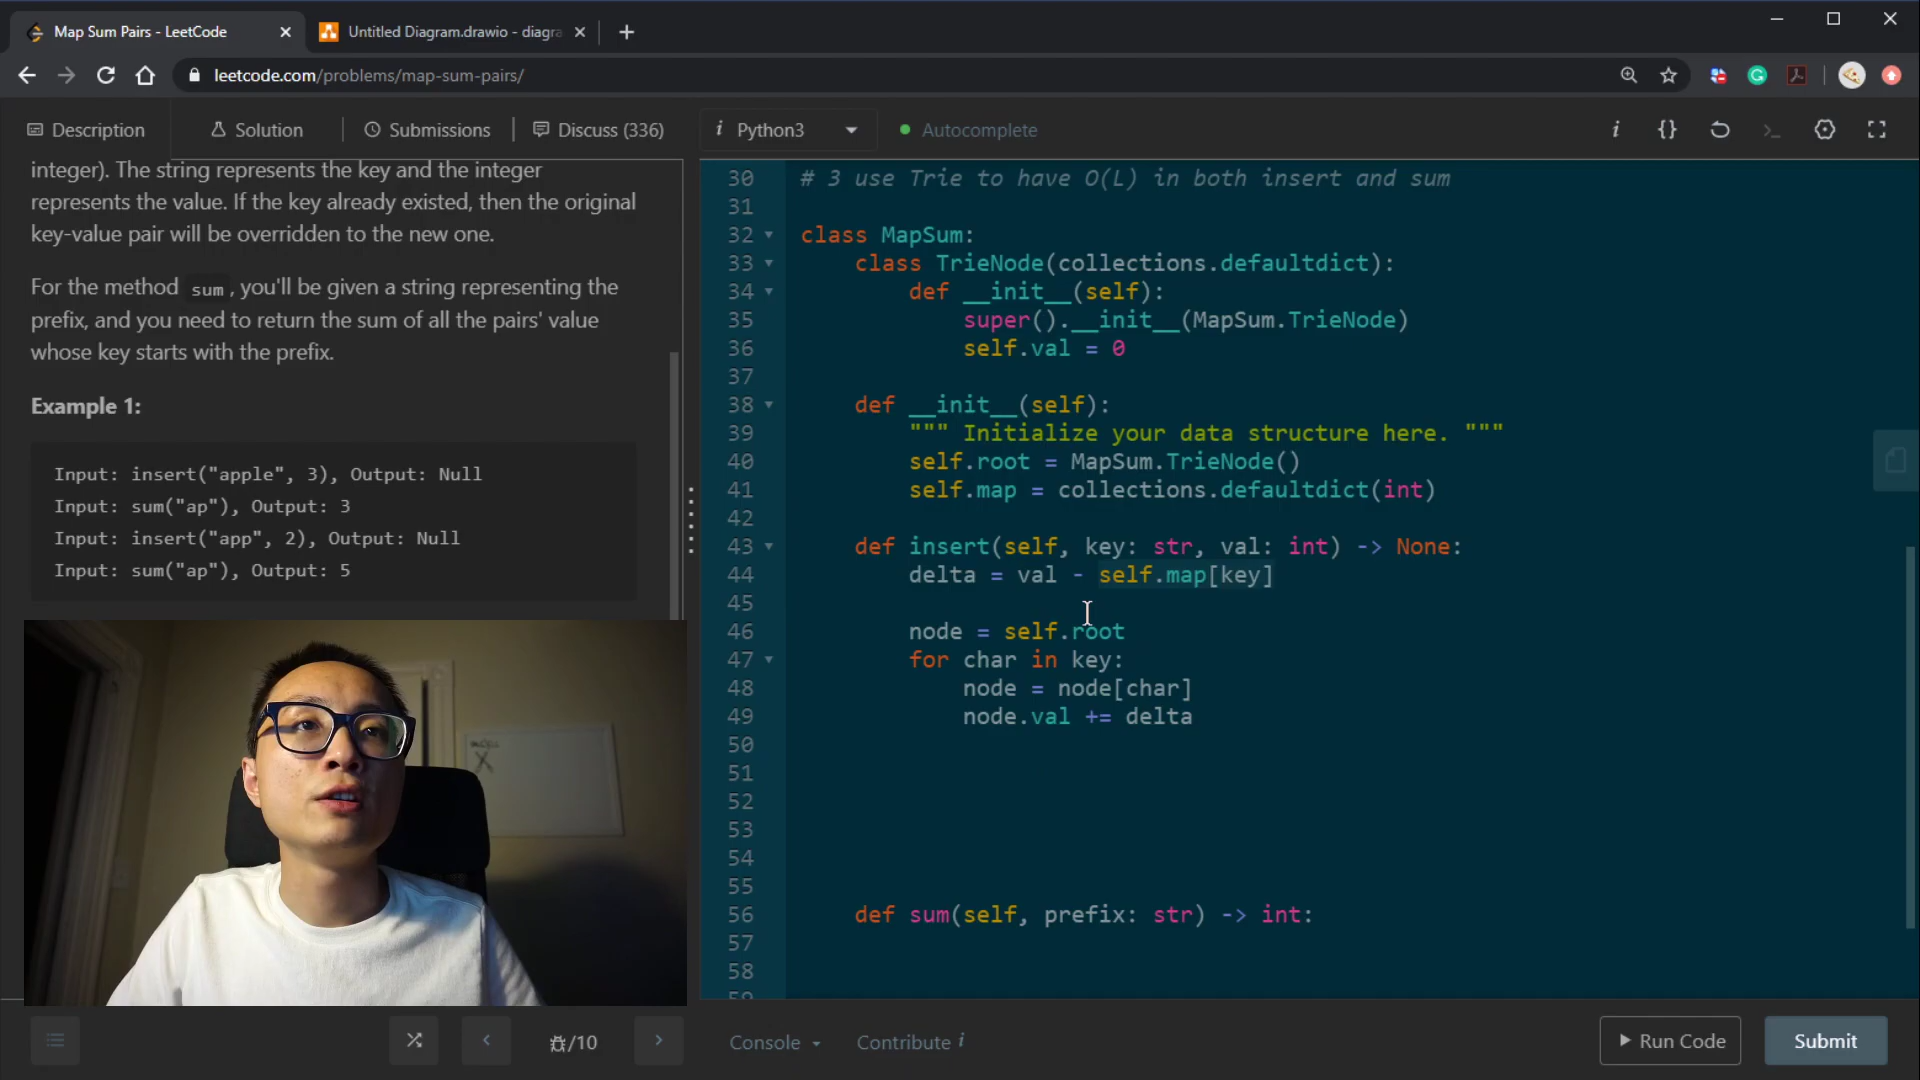 Map Sum Pairs - LeetCode
Untitled Diagram.drawio - diagra
leetcode.com/problems/map-sum-pairs/
Description
Solution
Submissions
Discuss (336)
i Python3
Autocomplete
i {}
integer). The string represents the key and the integer
represents the value. If the key already existed, then the original
key-value pair will be overridden to the new one.
For the method sum, you'll be given a string representing the
prefix, and you need to return the sum of all the pairs' value
whose key starts with the prefix.
Example 1:
Input: insert("apple", 3), Output: Null
Input: sum("ap"), Output: 3
Input: insert("app", 2), Output: Null
Input: sum("ap"), Output: 5
30 # 3 use Trie to have O(L) in both insert and sum
31
32 class MapSum:
33 class TrieNode(collections.defaultdict):
34 def __init__(self):
35 super().__init__(MapSum.TrieNode)
36 self.val = 0
37
38 def __init__(self):
39 """ Initialize your data structure here. """
40 self.root = MapSum.TrieNode()
41 self.map = collections.defaultdict(int)
42
43 def insert(self, key: str, val: int) -> None:
44 delta = val - self.map[key]
45
46 node = self.root
47 for char in key:
48 node = node[char]
49 node.val += delta
50
51
52
53
54
55
56 def sum(self, prefix: str) -> int:
57
58
59
/10
Console
Contribute i
Run Code
Submit